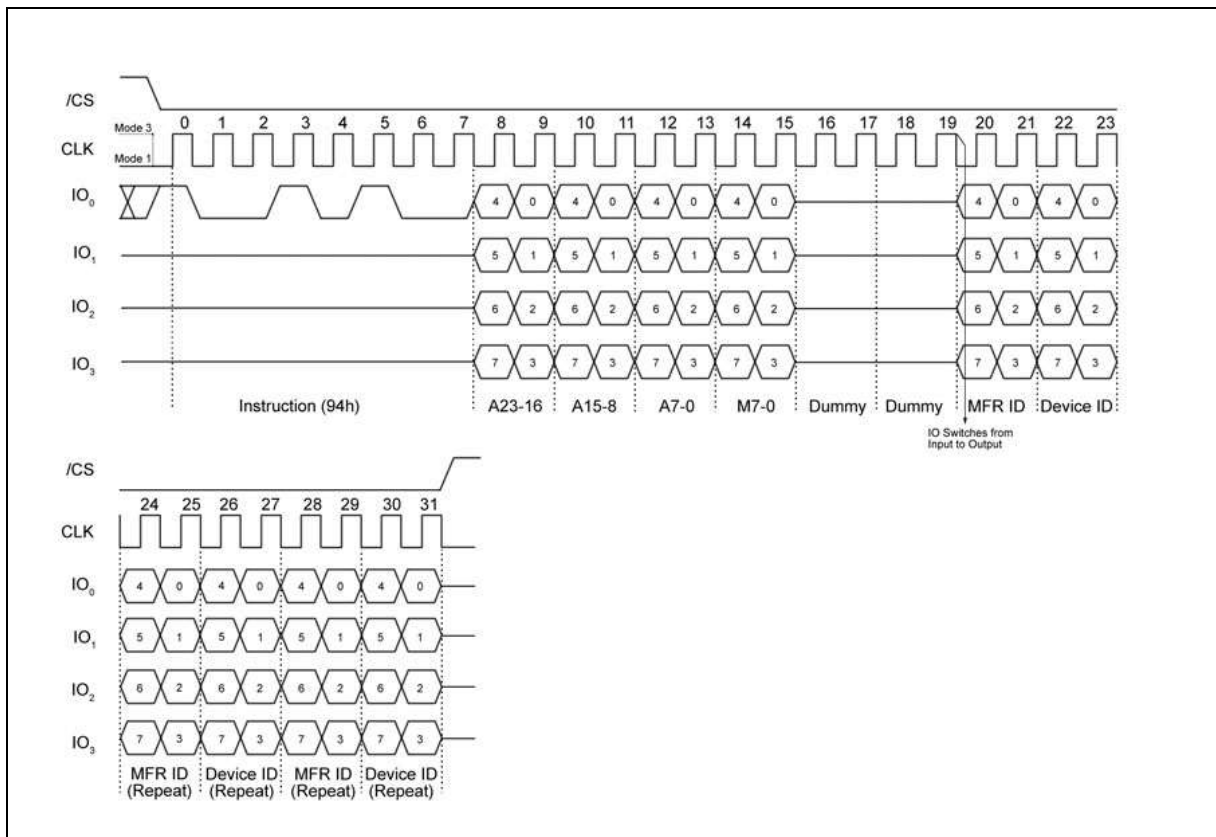 /CS
Mode 3
0 1 2 3 4 5 6 7 8 9 10 11 12 13 14 15 16 17 18 19 20 21 22 23
CLK
Mode 1
IO0 4 0 4 0 4 0 4 0 4 0 4 0
IO1 5 1 5 1 5 1 5 1 5 1 5 1
IO2 6 2 6 2 6 2 6 2 6 2 6 2
IO3 7 3 7 3 7 3 7 3 7 3 7 3
Instruction (94h) A23-16 A15-8 A7-0 M7-0 Dummy Dummy MFR ID Device ID
IO Switches from
Input to Output
/CS
24 25 26 27 28 29 30 31
CLK
IO0 4 0 4 0 4 0 4 0
IO1 5 1 5 1 5 1 5 1
IO2 6 2 6 2 6 2 6 2
IO3 7 3 7 3 7 3 7 3
MFR ID Device ID MFR ID Device ID
(Repeat) (Repeat) (Repeat) (Repeat)